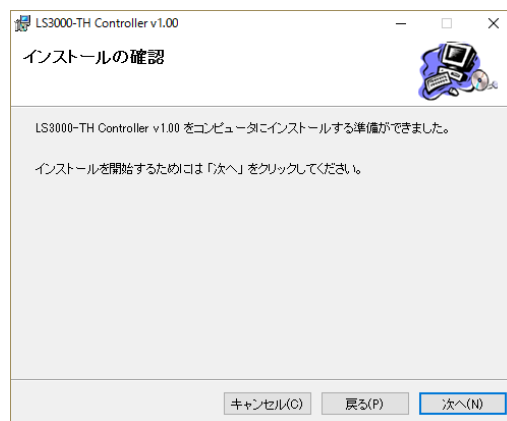 LS3000-TH Controller v1.00
インストールの確認
LS3000-TH Controller v1.00 をコンピュータにインストールする準備ができました。
インストールを開始するためには「次へ」をクリックしてください。
キャンセル(C) 戻る(P) 次へ(N)